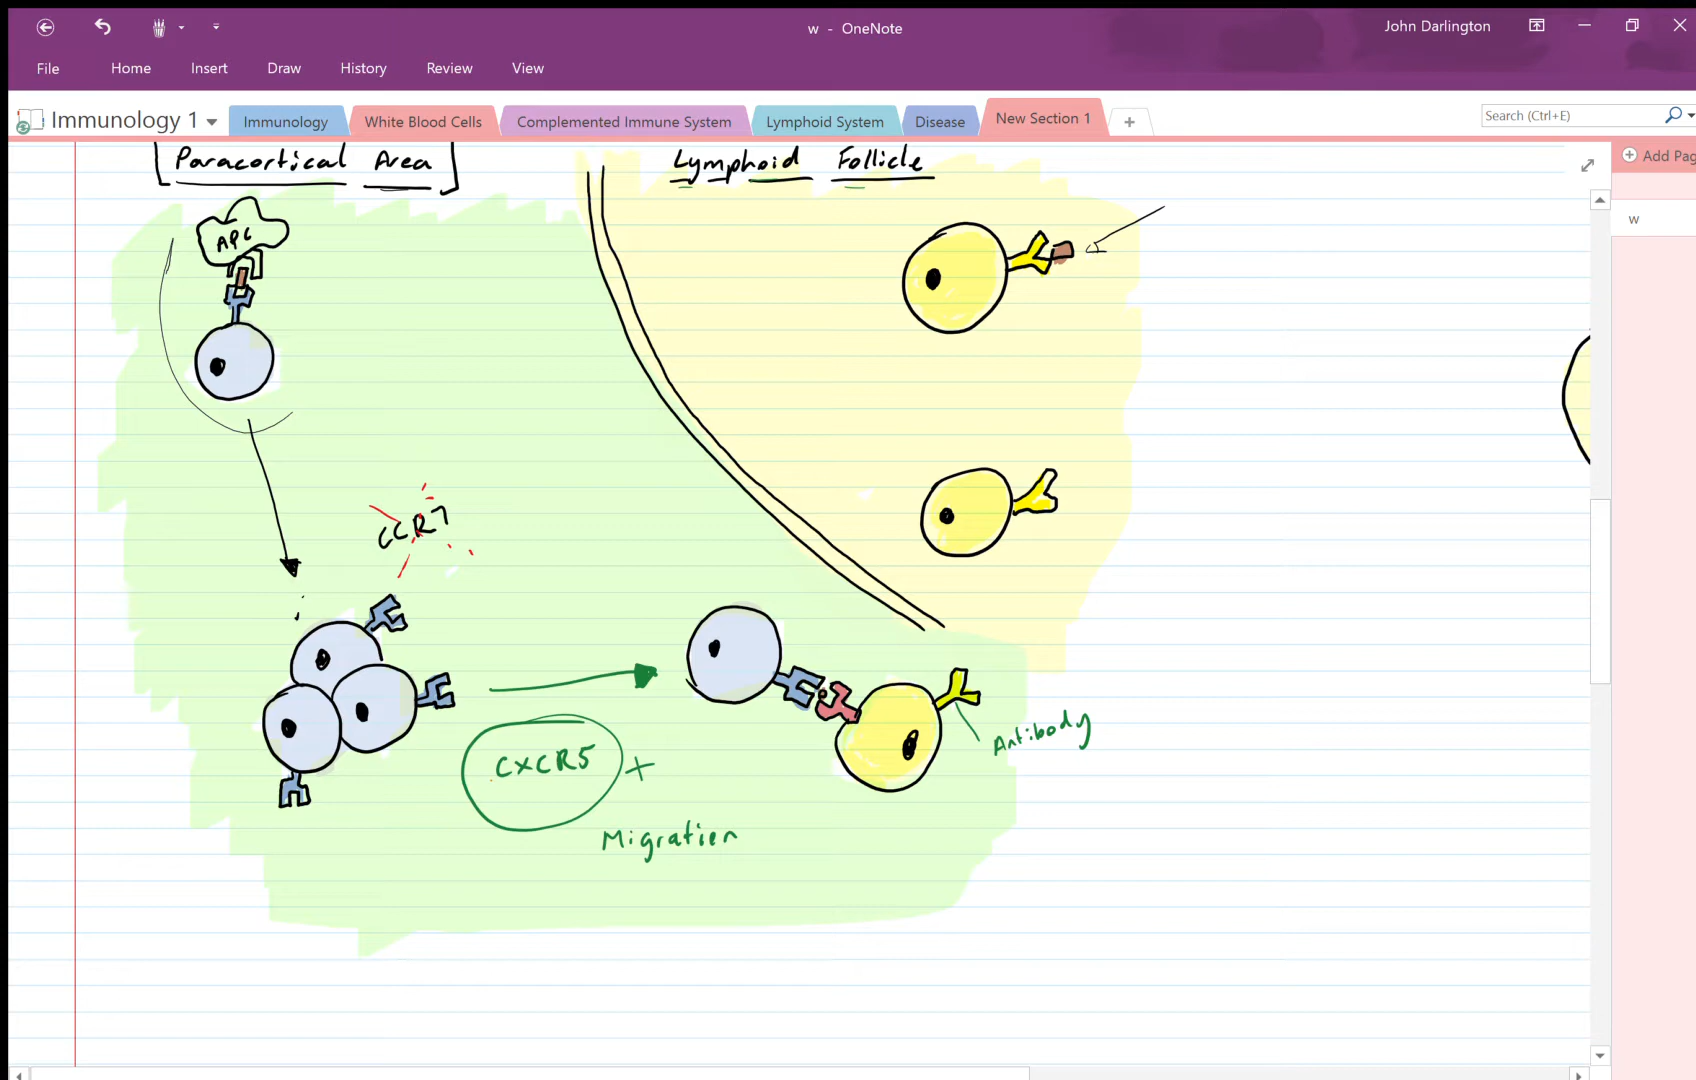 w - OneNote
John Darlington
File Home Insert Draw History Review View
Immunology 1
Immunology
White Blood Cells
Complemented Immune System
Lymphoid System
Disease
New Section 1
Search (Ctrl+E)
Add Pag
w
Paracortical Area
Lymphoid Follicle
APC
CCR7
CXCR5 +
Migration
Antibody